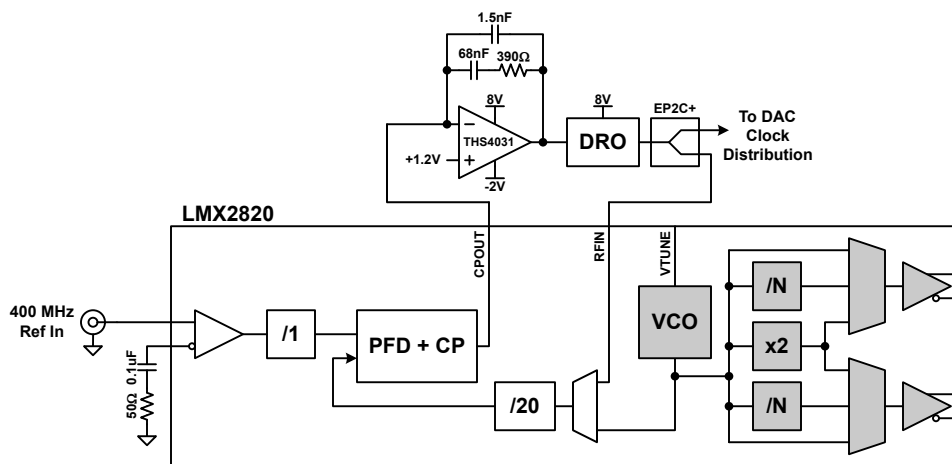 1.5nF
68nF 390Ω
8V
THS4031
+1.2V
-2V
8V
DRO
EP2C+
To DAC
Clock
Distribution
LMX2820
CPOUT
RFIN
VTUNE
400 MHz
Ref In
50Ω 0.1uF
/1
PFD + CP
/20
VCO
/N
x2
/N